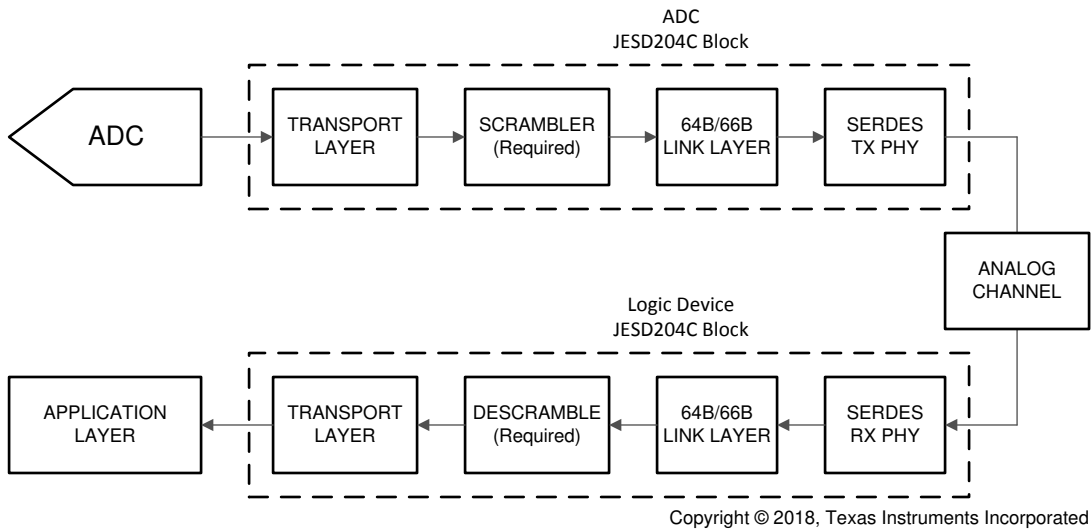 ADC
JESD204C Block
ADC
TRANSPORT
LAYER
SCRAMBLER
(Required)
64B/66B
LINK LAYER
SERDES
TX PHY
ANALOG
CHANNEL
Logic Device
JESD204C Block
APPLICATION
LAYER
TRANSPORT
LAYER
DESCRAMBLE
(Required)
64B/66B
LINK LAYER
SERDES
RX PHY
Copyright © 2018, Texas Instruments Incorporated